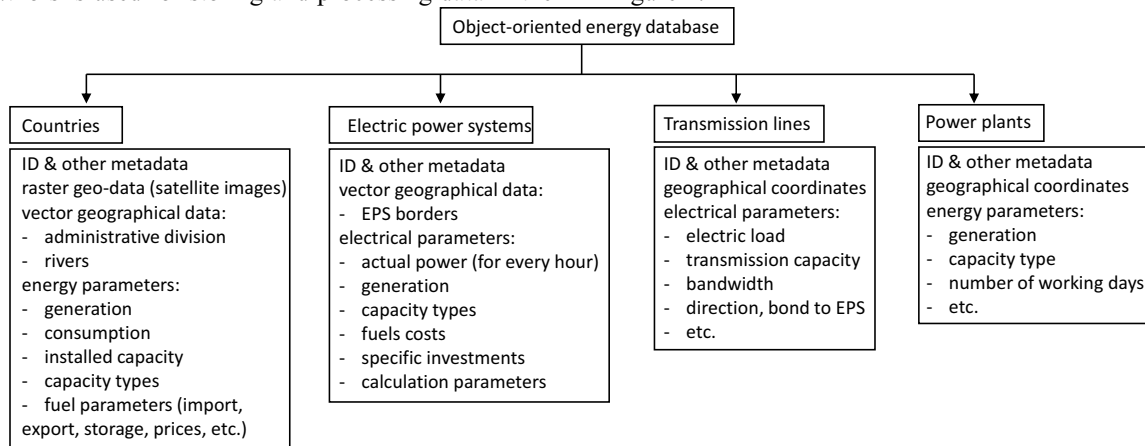 Object-oriented energy database
Countries
ID & other metadata
raster geo-data (satellite images)
vector geographical data:
- administrative division
- rivers
energy parameters:
- generation
- consumption
- installed capacity
- capacity types
- fuel parameters (import,
export, storage, prices, etc.)
Electric power systems
ID & other metadata
vector geographical data:
- EPS borders
electrical parameters:
- actual power (for every hour)
- generation
- capacity types
- fuels costs
- specific investments
- calculation parameters
Transmission lines
ID & other metadata
geographical coordinates
electrical parameters:
- electric load
- transmission capacity
- bandwidth
- direction, bond to EPS
- etc.
Power plants
ID & other metadata
geographical coordinates
energy parameters:
- generation
- capacity type
- number of working days
- etc.